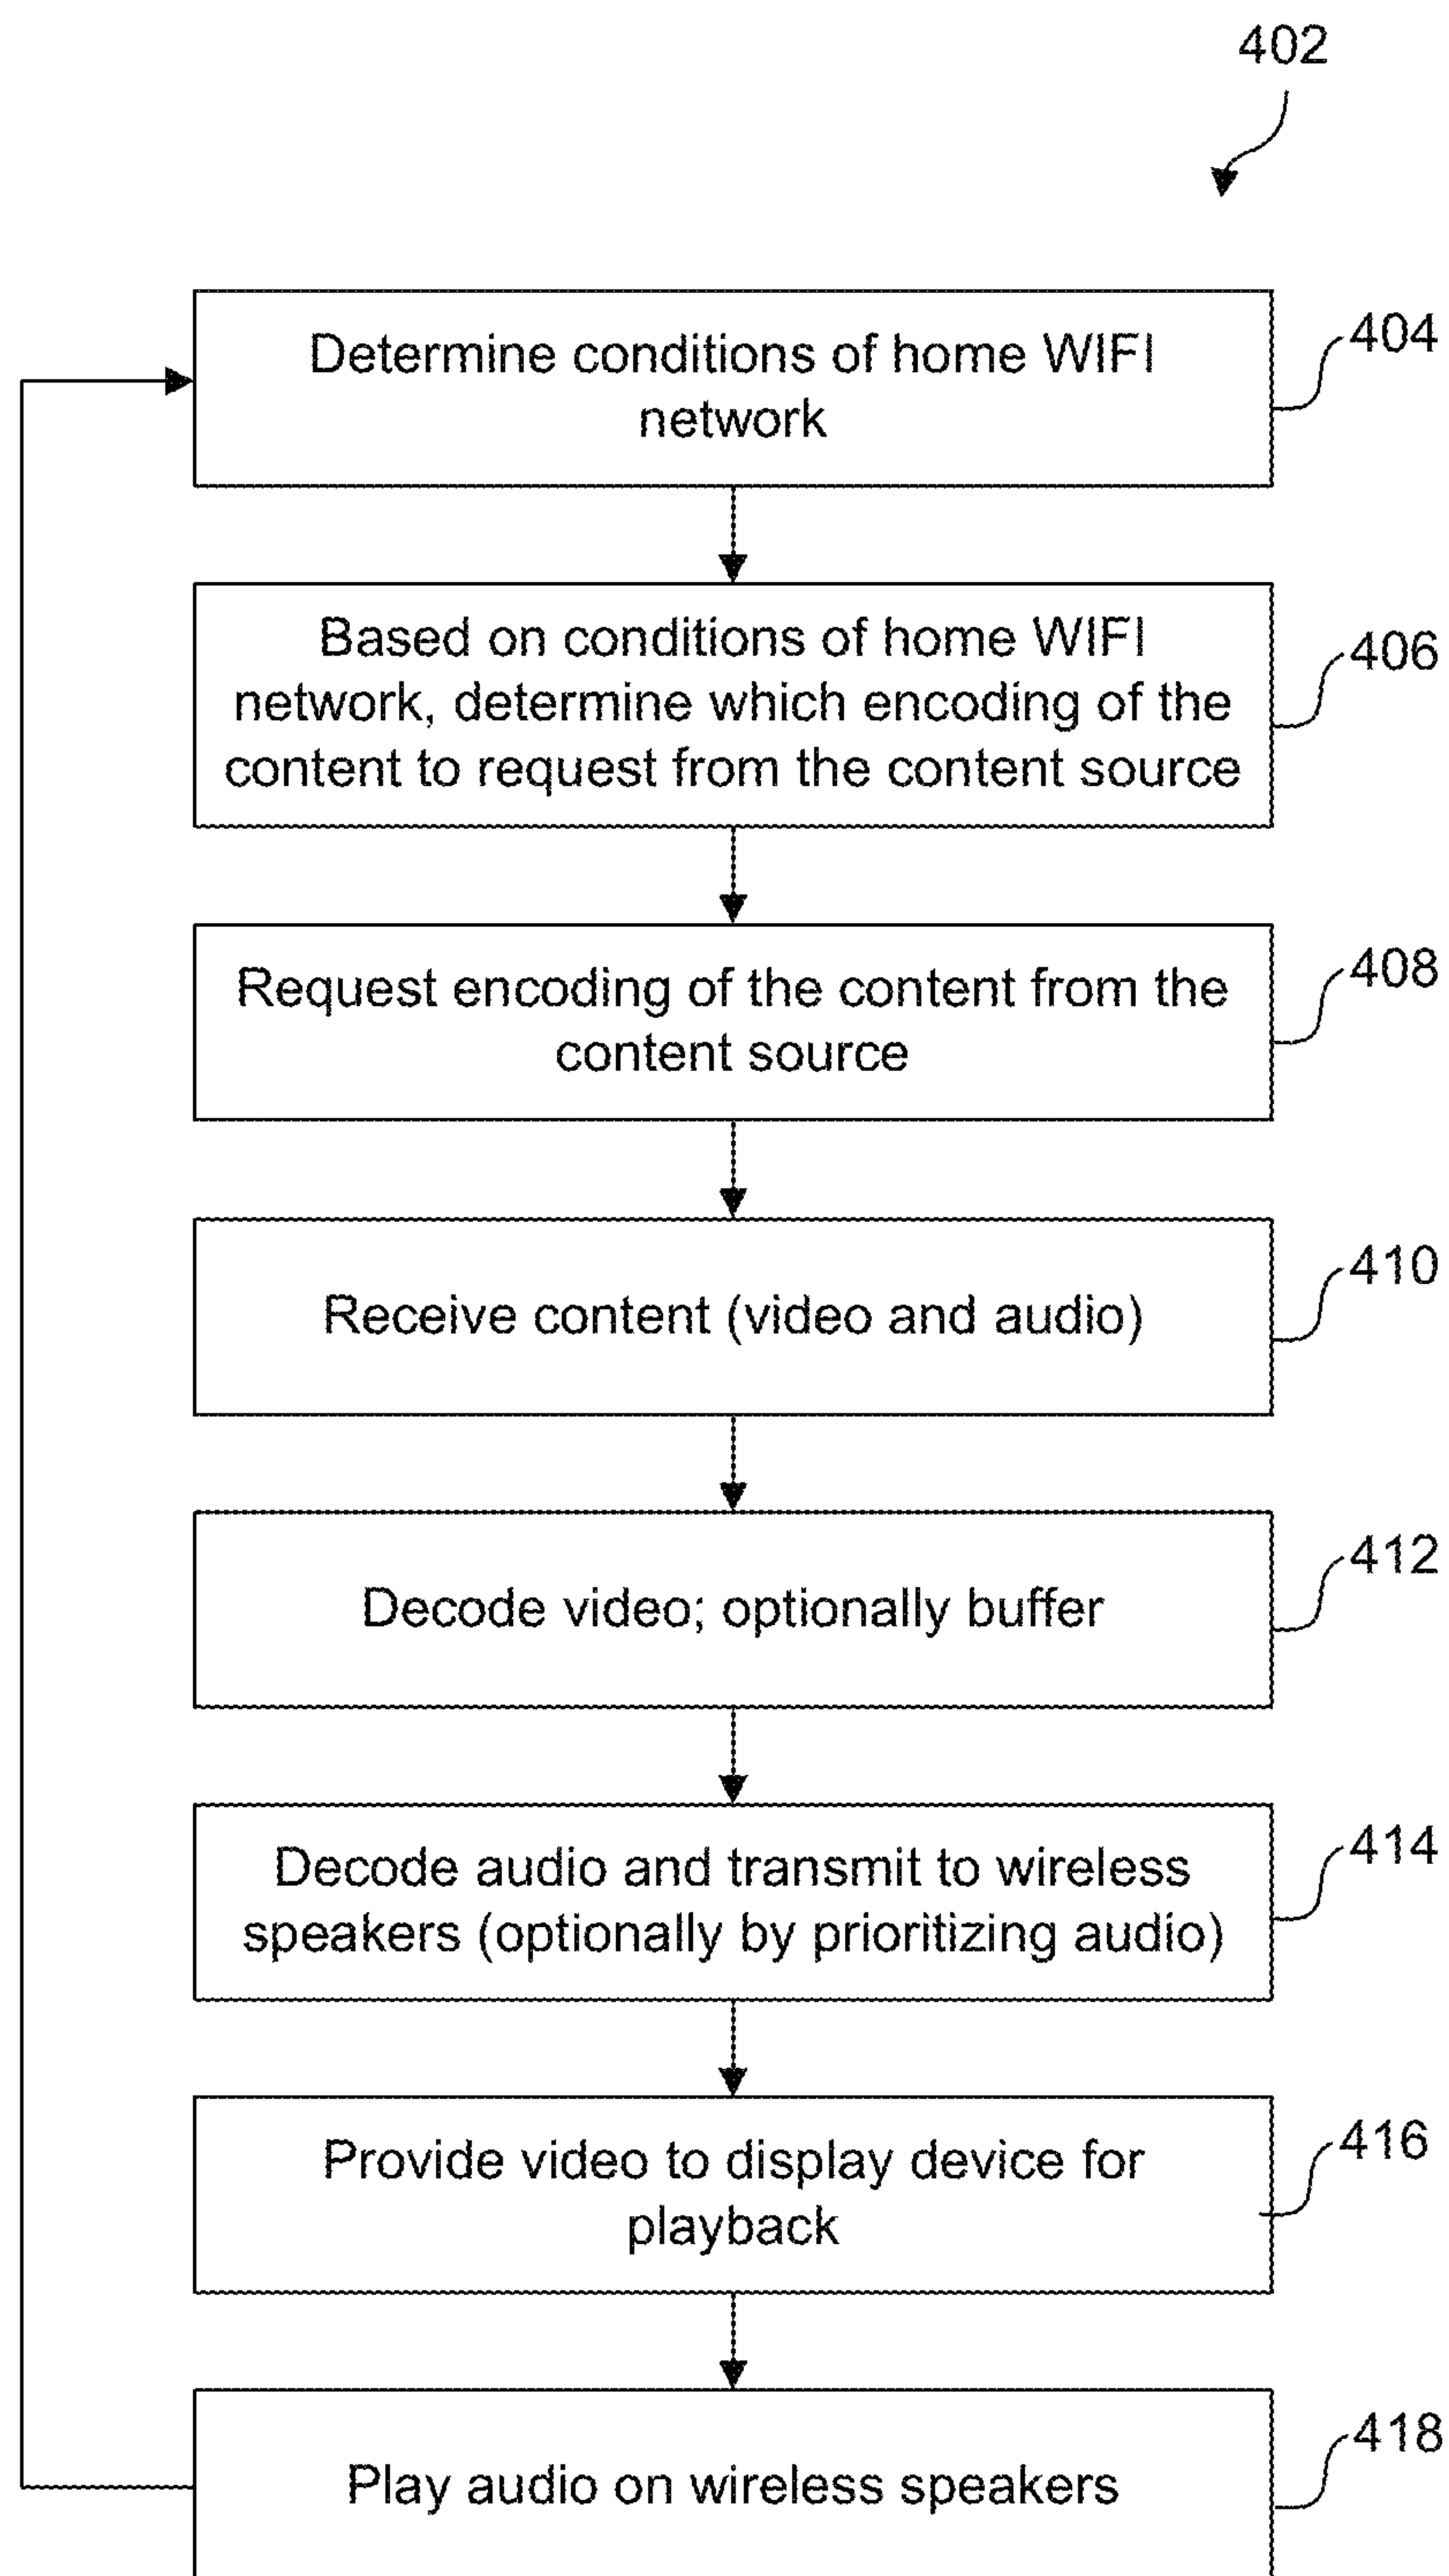 402
Determine conditions of home WIFI
network
404
Based on conditions of home WIFI
network, determine which encoding of the
content to request from the content source
406
Request encoding of the content from the
content source
408
Receive content (video and audio)
410
Decode video; optionally buffer
412
Decode audio and transmit to wireless
speakers (optionally by prioritizing audio)
414
Provide video to display device for
playback
416
Play audio on wireless speakers
418